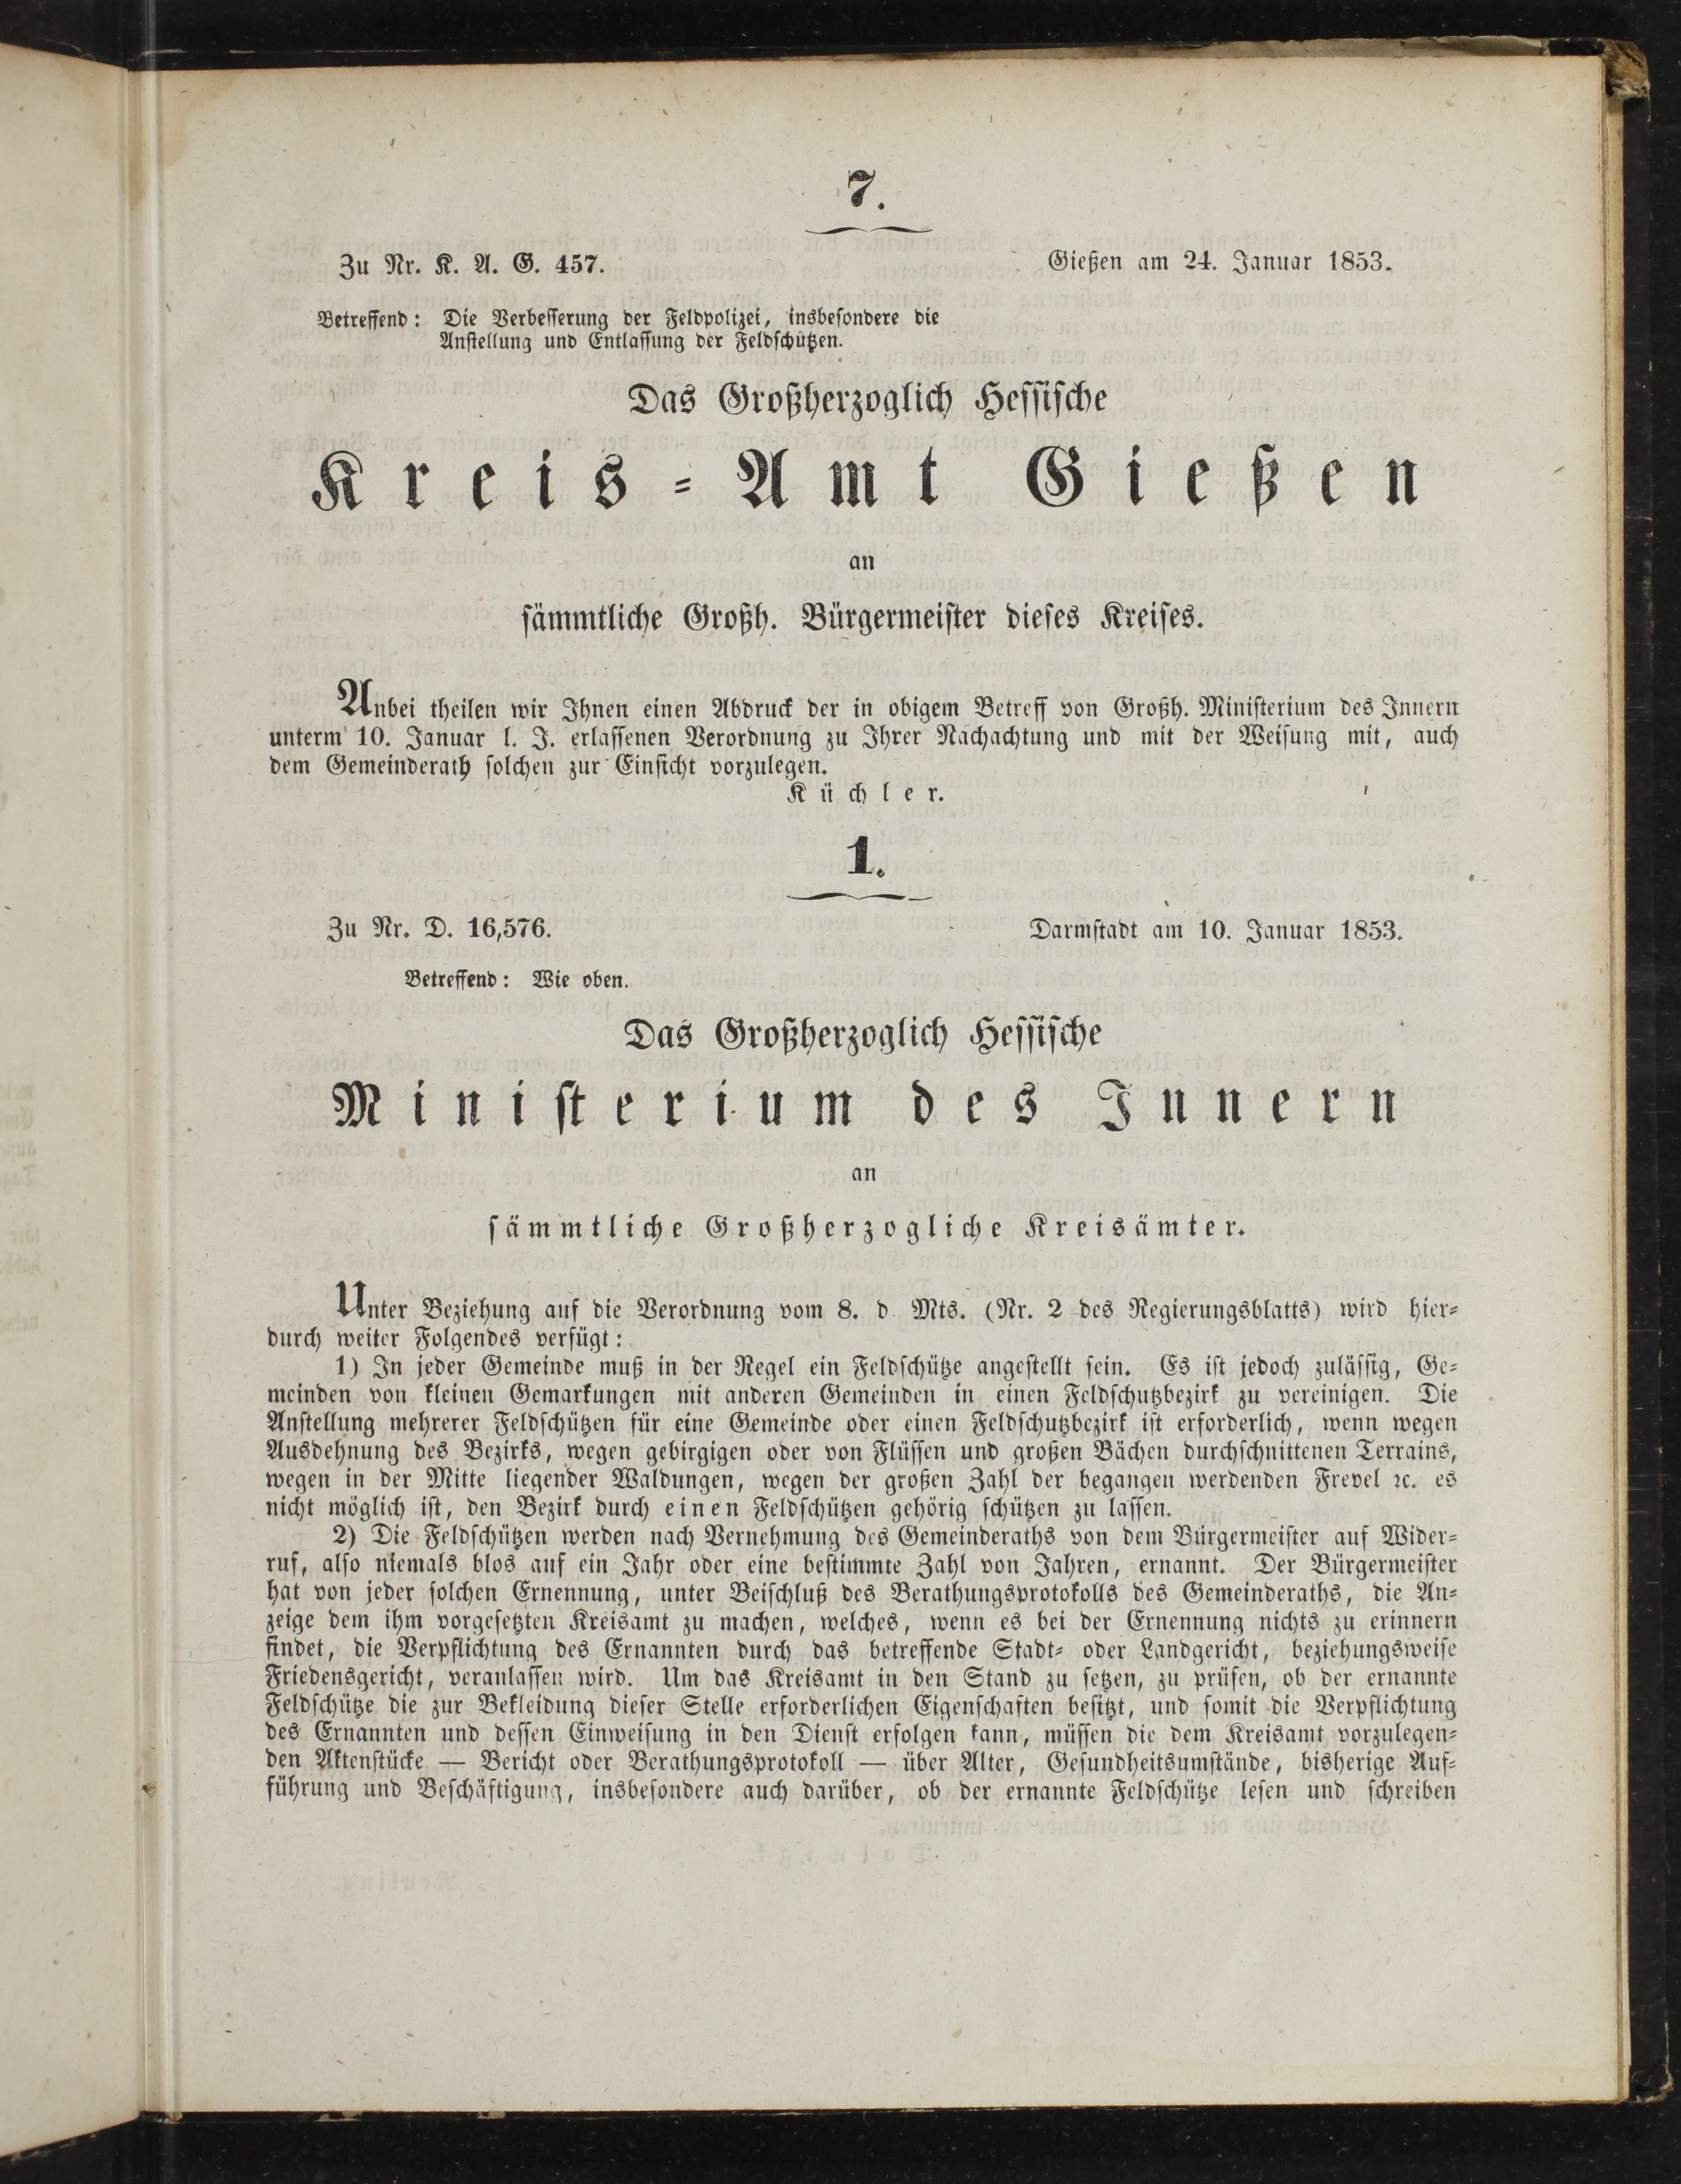 7.
Zu Nr. K. A. G. 457.
Gießen am 24. Januar 1853.
Betreffend: Die Verbesserung der Feldpolizei, insbesondere die
Anstellung und Entlassung der Feldschützen.
Das Großherzoglich Hessische
Kreis-Amt Gießen
an
sämmtliche Großh. Bürgermeister dieses Kreises.
Anbei theilen wir Ihnen einen Abdruck der in obigem Betreff von Großh. Ministerium des Innern
unterm 10. Januar l. J. erlassenen Verordnung zu Ihrer Nachachtung und mit der Weisung mit, auch
dem Gemeinderath solchen zur Einsicht vorzulegen.
Küchler.
1.
Zu Nr. D. 16,576.
Darmstadt am 10. Januar 1853.
Betreffend: Wie oben.
Das Großherzoglich Hessische
Ministerium des Innern
an
sämmtliche Großherzogliche Kreisämter.
Unter Beziehung auf die Verordnung vom 8. d. Mts. (Nr. 2 des Regierungsblatts) wird hier-
durch weiter Folgendes verfügt:
1) In jeder Gemeinde muß in der Regel ein Feldschütze angestellt sein. Es ist jedoch zulässig, Ge-
meinden von kleinen Gemarkungen mit anderen Gemeinden in einen Feldschutzbezirk zu vereinigen. Die
Anstellung mehrerer Feldschützen für eine Gemeinde oder einen Feldschutzbezirk ist erforderlich, wenn wegen
Ausdehnung des Bezirks, wegen gebirgigen oder von Flüssen und großen Bächen durchschnittenen Terrains,
wegen in der Mitte liegender Waldungen, wegen der großen Zahl der begangen werdenden Frevel ꝛc. es
nicht möglich ist, den Bezirk durch einen Feldschützen gehörig schützen zu lassen.
2) Die Feldschützen werden nach Vernehmung des Gemeinderaths von dem Bürgermeister auf Wider-
ruf, also niemals blos auf ein Jahr oder eine bestimmte Zahl von Jahren, ernannt. Der Bürgermeister
hat von jeder solchen Ernennung, unter Beischluß des Berathungsprotokolls des Gemeinderaths, die An-
zeige dem ihm vorgesetzten Kreisamt zu machen, welches, wenn es bei der Ernennung nichts zu erinnern
findet, die Verpflichtung des Ernannten durch das betreffende Stadt- oder Landgericht, beziehungsweise
Friedensgericht, veranlassen wird. Um das Kreisamt in den Stand zu setzen, zu prüfen, ob der ernannte
Feldschütze die zur Bekleidung dieser Stelle erforderlichen Eigenschaften besitzt, und somit die Verpflichtung
des Ernannten und dessen Einweisung in den Dienst erfolgen kann, müssen die dem Kreisamt vorzulegen-
den Aktenstücke — Bericht oder Berathungsprotokoll — über Alter, Gesundheitsumstände, bisherige Auf-
führung und Beschäftigung, insbesondere auch darüber, ob der ernannte Feldschütze lesen und schreiben